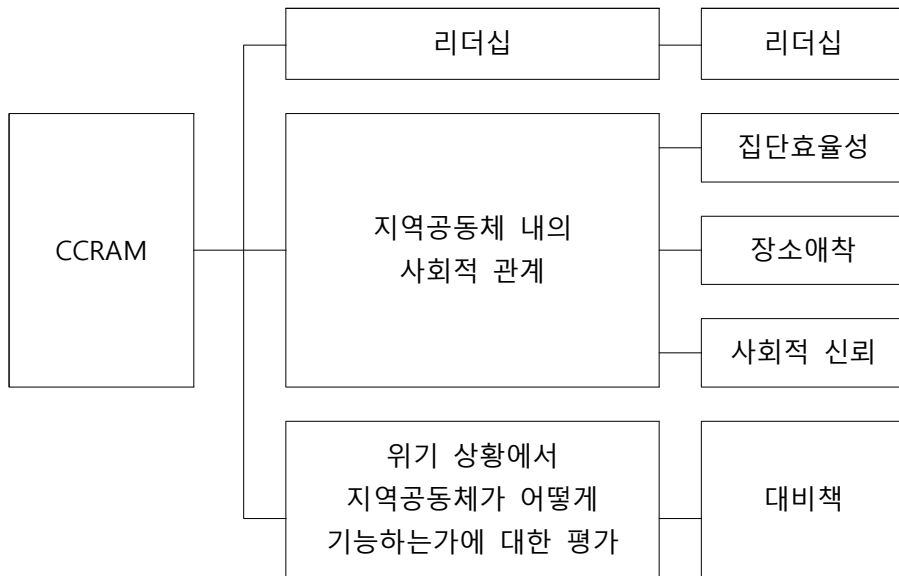 리더십
리더십
CCRAM
지역공동체 내의
사회적 관계
집단효율성
장소애착
사회적 신뢰
위기 상황에서
지역공동체가 어떻게
기능하는가에 대한 평가
대비책